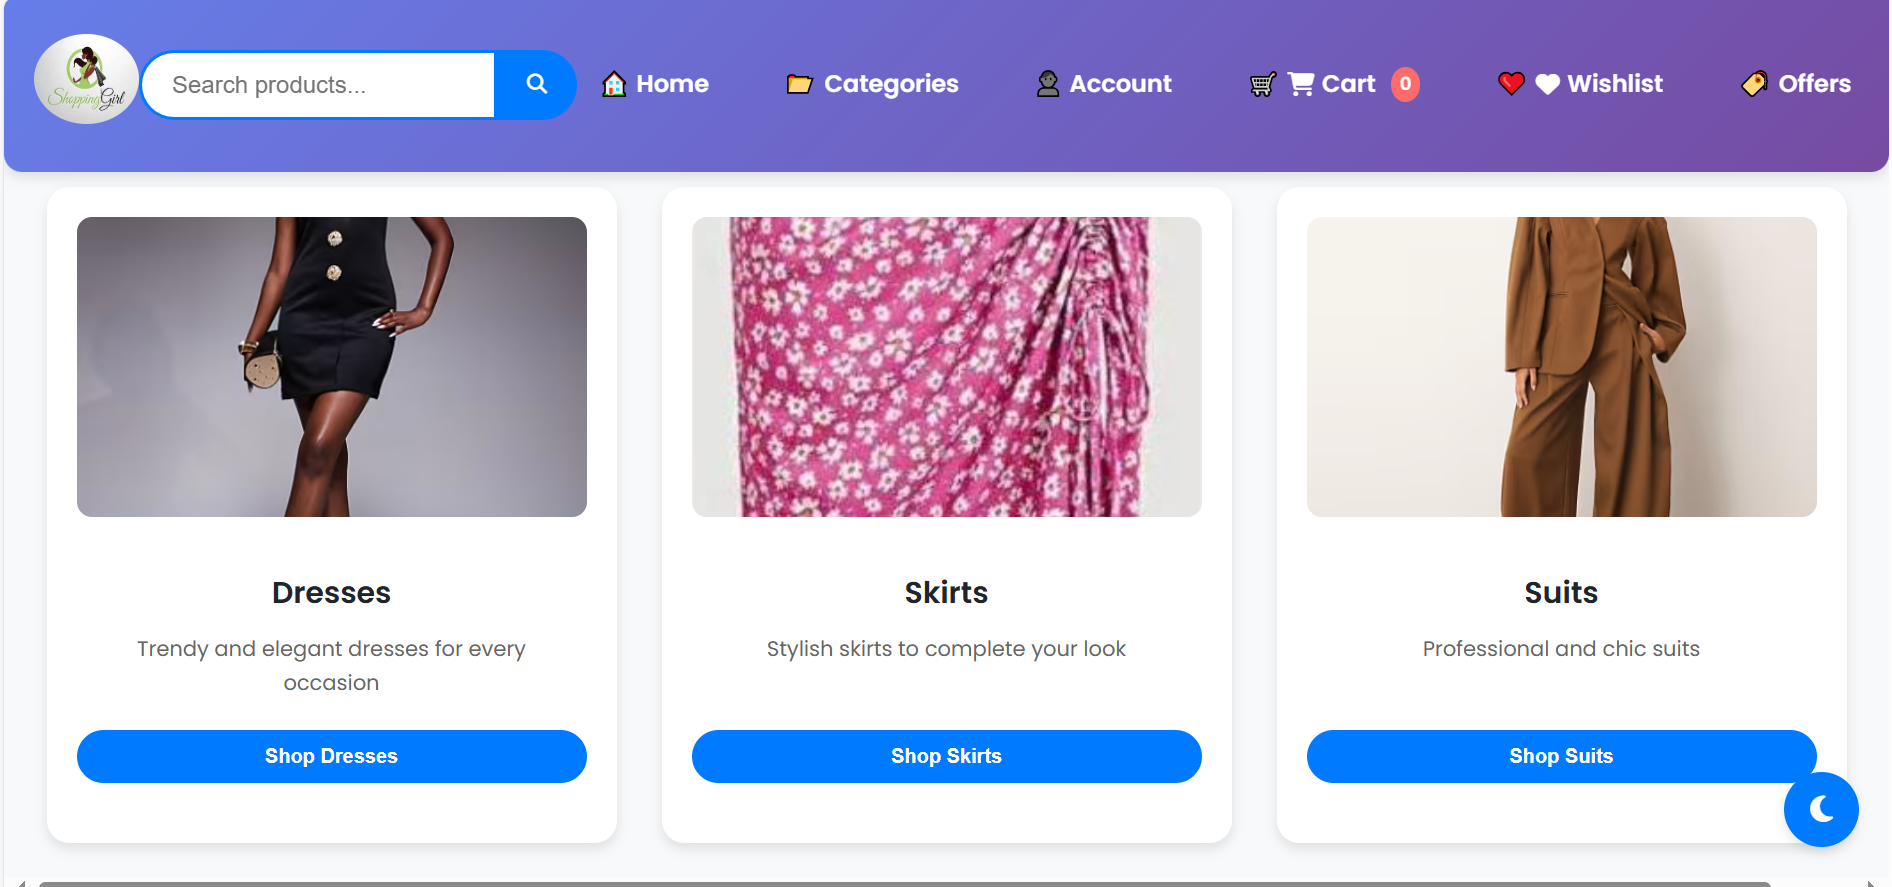 ShoppingGirl
Search products...
Home
Categories
Account
Cart 0
Wishlist
Offers
Dresses
Trendy and elegant dresses for every
occasion
Shop Dresses
Skirts
Stylish skirts to complete your look
Shop Skirts
Suits
Professional and chic suits
Shop Suits